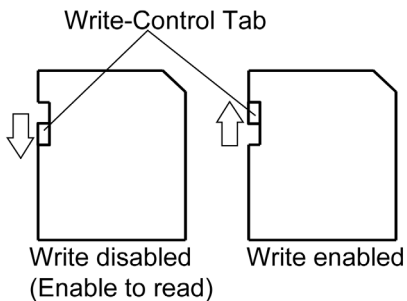 Write-Control Tab
Write disabled
(Enable to read)
Write enabled